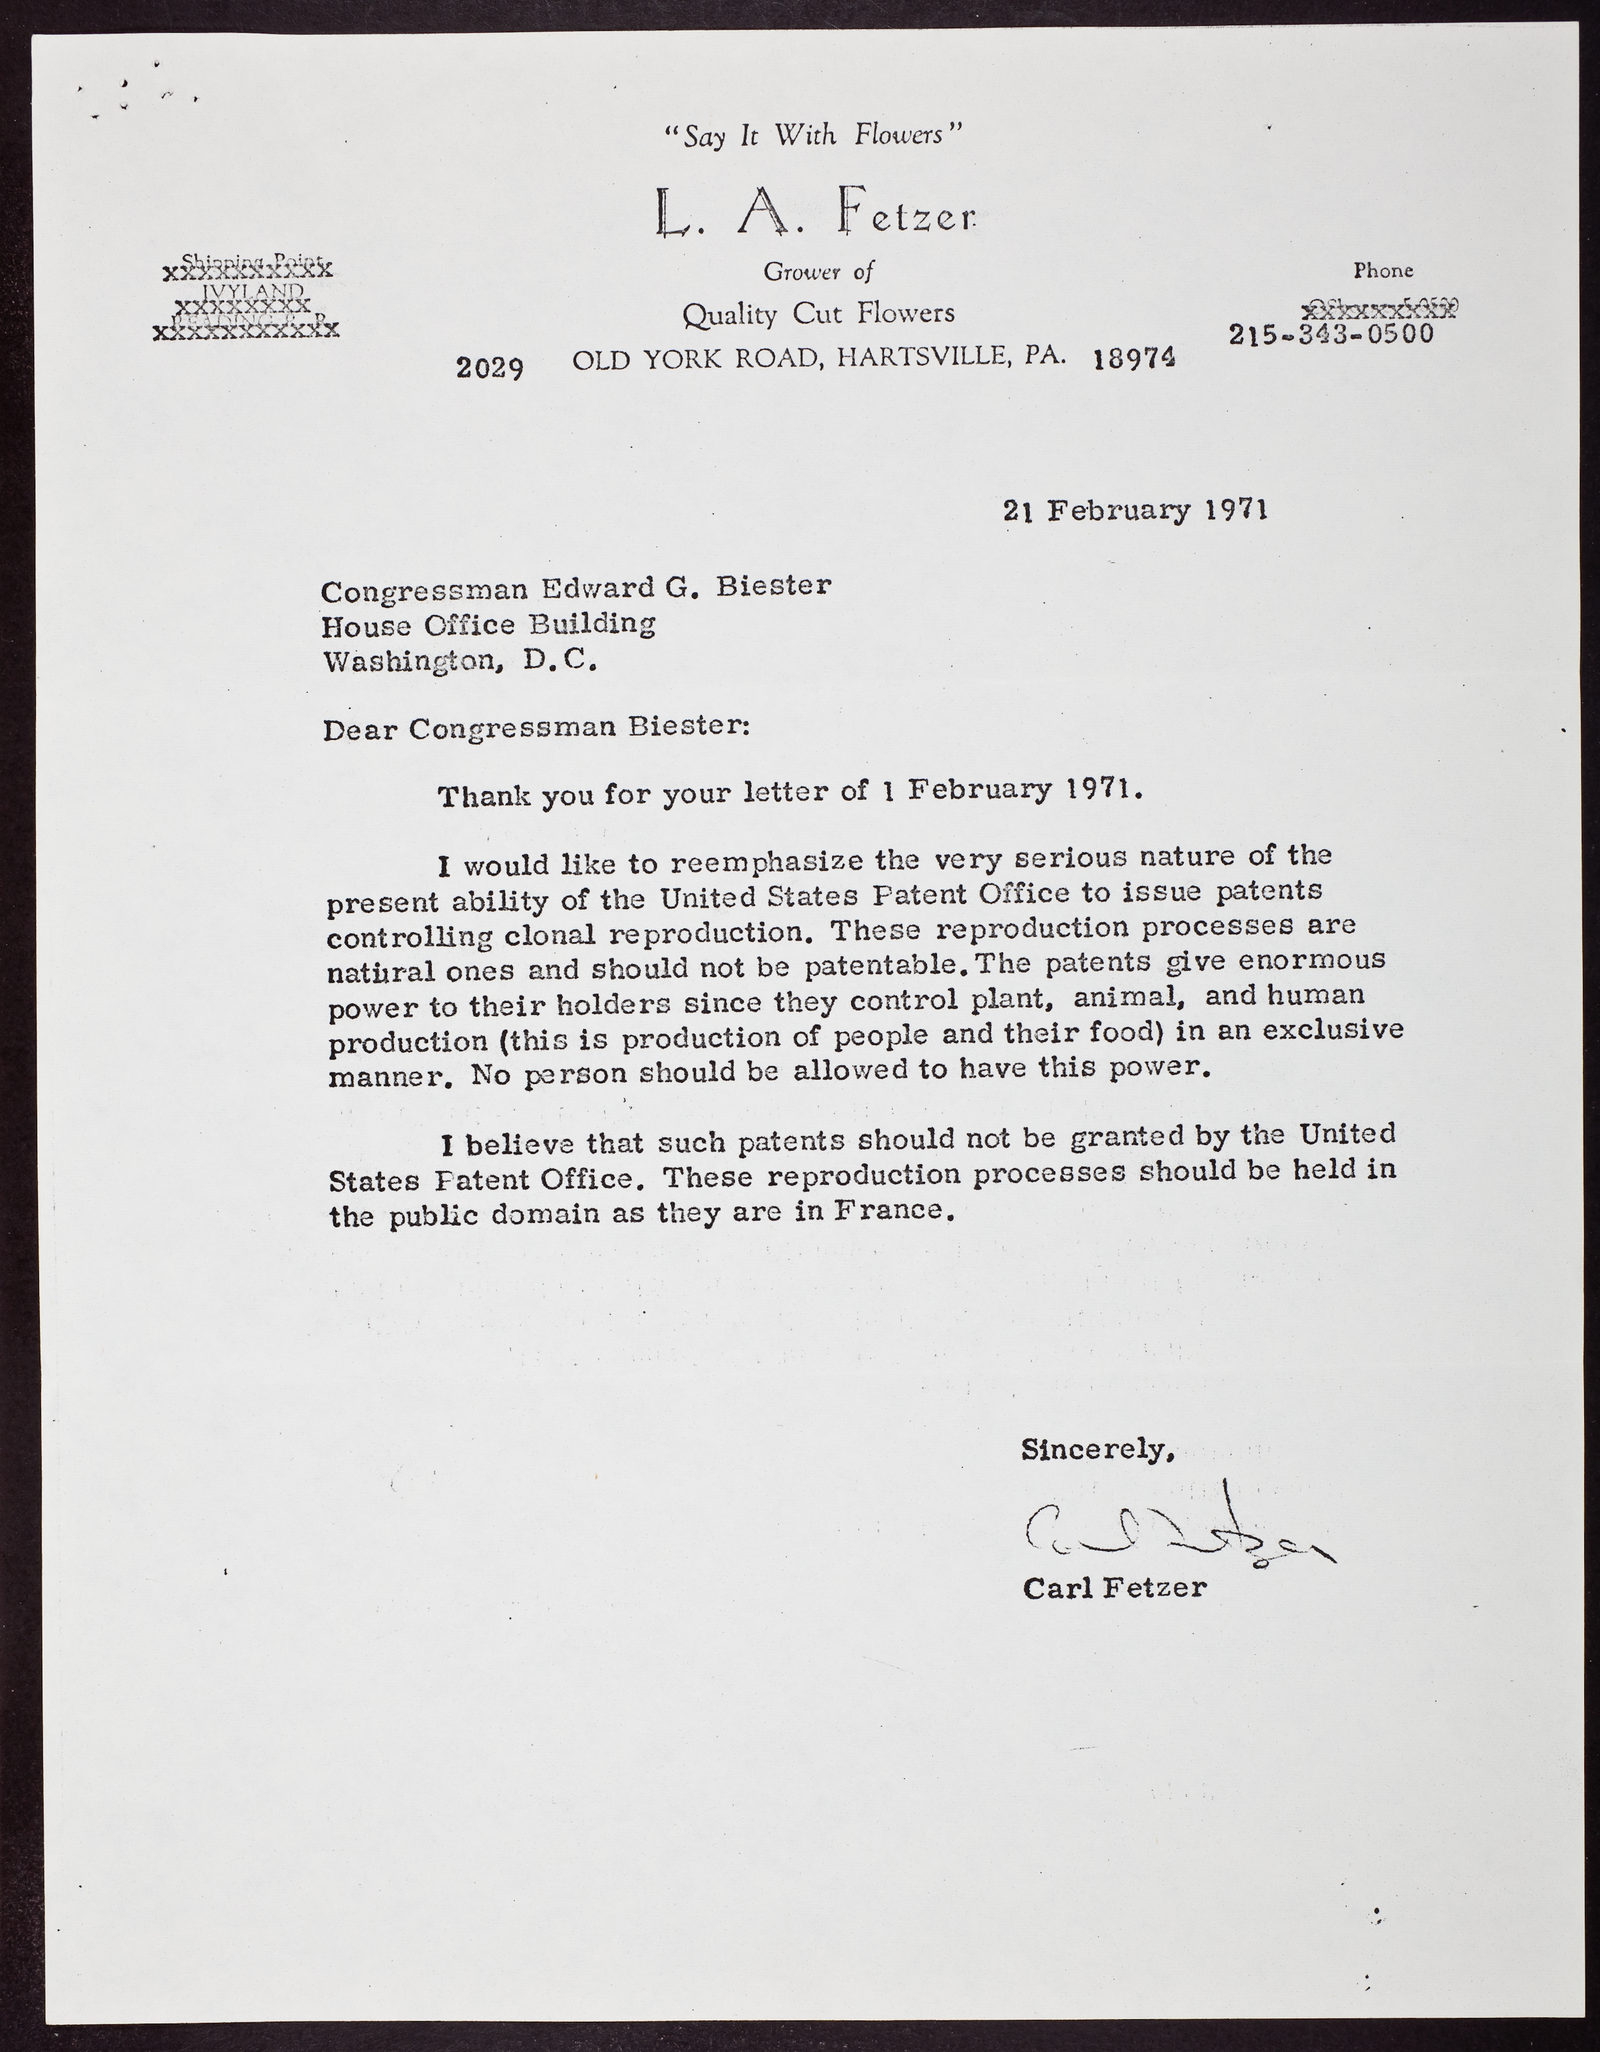 "Say It With Flowers"
L. A. Fetzer
Grower of
Quality Cut Flowers
2029 OLD YORK ROAD, HARTSVILLE, PA. 18974
Shipping Point
IVYLAND
READING R. R.
Phone
215-343-0500
21 February 1971
Congressman Edward G. Biester
House Office Building
Washington, D.C.
Dear Congressman Biester:
Thank you for your letter of 1 February 1971.
I would like to reemphasize the very serious nature of the
present ability of the United States Patent Office to issue patents
controlling clonal reproduction. These reproduction processes are
natural ones and should not be patentable. The patents give enormous
power to their holders since they control plant, animal, and human
production (this is production of people and their food) in an exclusive
manner. No person should be allowed to have this power.
I believe that such patents should not be granted by the United
States Patent Office. These reproduction processes should be held in
the public domain as they are in France.
Sincerely,
Carl Fetzer
Carl Fetzer